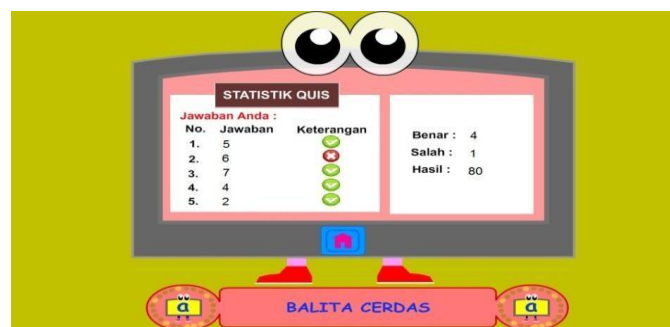 STATISTIK QUIS
Jawaban Anda :
No. Jawaban Keterangan
1. 5
2. 6
3. 7
4. 4
5. 2
Benar : 4
Salah : 1
Hasil : 80
ä BALITA CERDAS ä